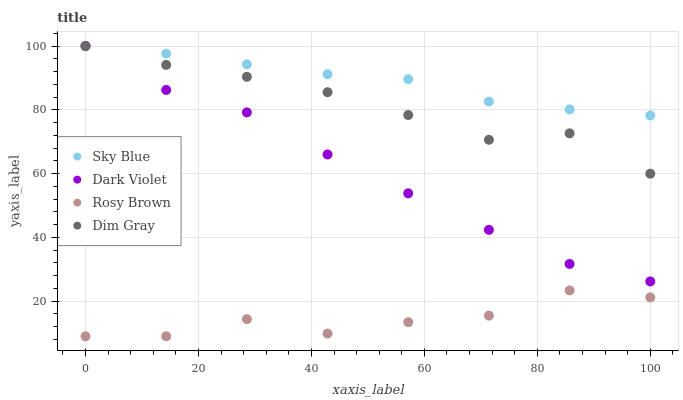 title
yaxis_label
100
80
60
40
20
Sky Blue
Dark Violet
Rosy Brown
Dim Gray
0 20 40 60 80 100
xaxis_label